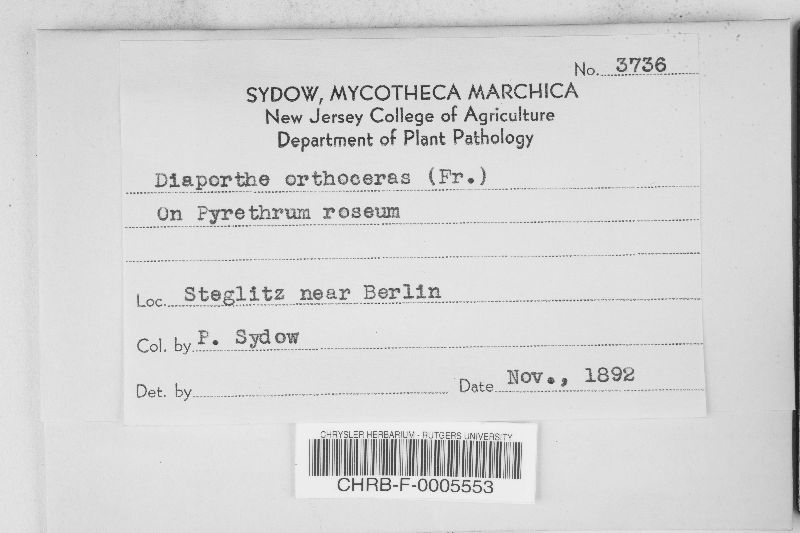 No. 3736
SYDOW, MYCOTHECA MARCHICA
New Jersey College of Agriculture
Department of Plant Pathology
Diaporthe orthoceras (Fr.)
On Pyrethrum roseum
Loc. Steglitz near Berlin
Col. by P. Sydow
Det. by
Date Nov., 1892
CHRYSLER HERBARIUM - RUTGERS UNIVERSITY
CHRB-F-0005553